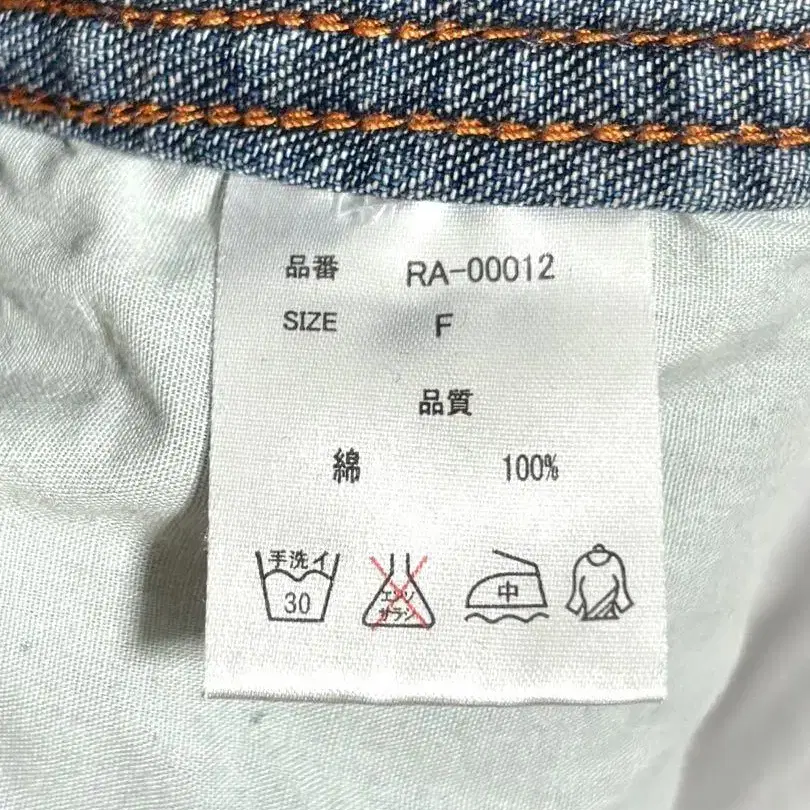 品番 RA-00012
SIZE F
品質
綿 100%
手洗イ
30
エンソ
サラシ
中